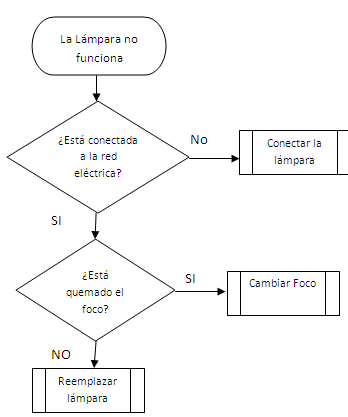 La Lámpara no
funciona
¿Está conectada
a la red
eléctrica?
No
Conectar la
lámpara
SI
¿Está
quemado el
foco?
SI
Cambiar Foco
NO
Reemplazar
lámpara